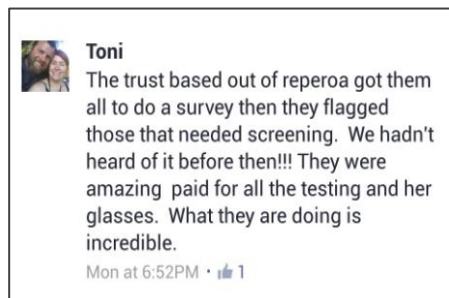 Toni
The trust based out of reperoa got them
all to do a survey then they flagged
those that needed screening. We hadn't
heard of it before then!!! They were
amazing paid for all the testing and her
glasses. What they are doing is
incredible.
Mon at 6:52PM · 1